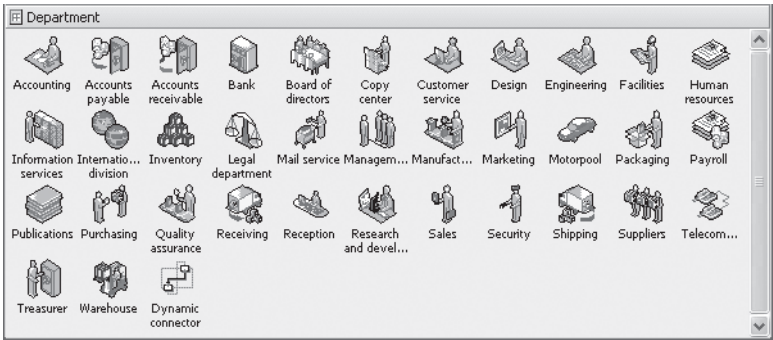 Department
Accounting Accounts Accounts Bank Board of Copy Customer Design Engineering Facilities Human
payable receivable directors center service resources
Information Internatio... Inventory Legal Mail service Managem... Manufact... Marketing Motorpool Packaging Payroll
services division department
Publications Purchasing Quality Receiving Reception Research Sales Security Shipping Suppliers Telecom...
assurance and devel...
Treasurer Warehouse Dynamic
connector